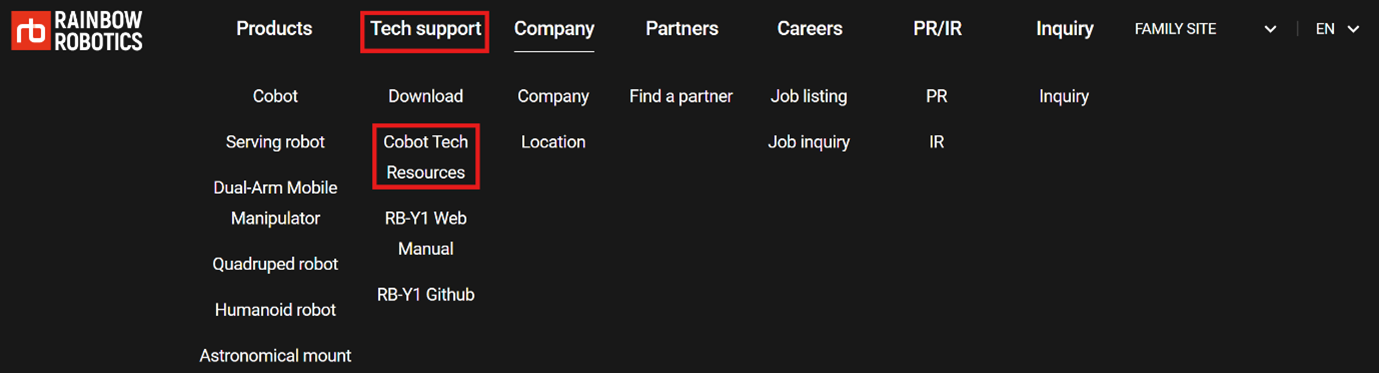 RAINBOW
ROBOTICS
Products
Tech support
Company
Partners
Careers
PR/IR
Inquiry
FAMILY SITE
EN
Cobot
Serving robot
Dual-Arm Mobile
Manipulator
Quadruped robot
Humanoid robot
Astronomical mount
Download
Cobot Tech
Resources
RB-Y1 Web
Manual
RB-Y1 Github
Company
Location
Find a partner
Job listing
Job inquiry
PR
IR
Inquiry